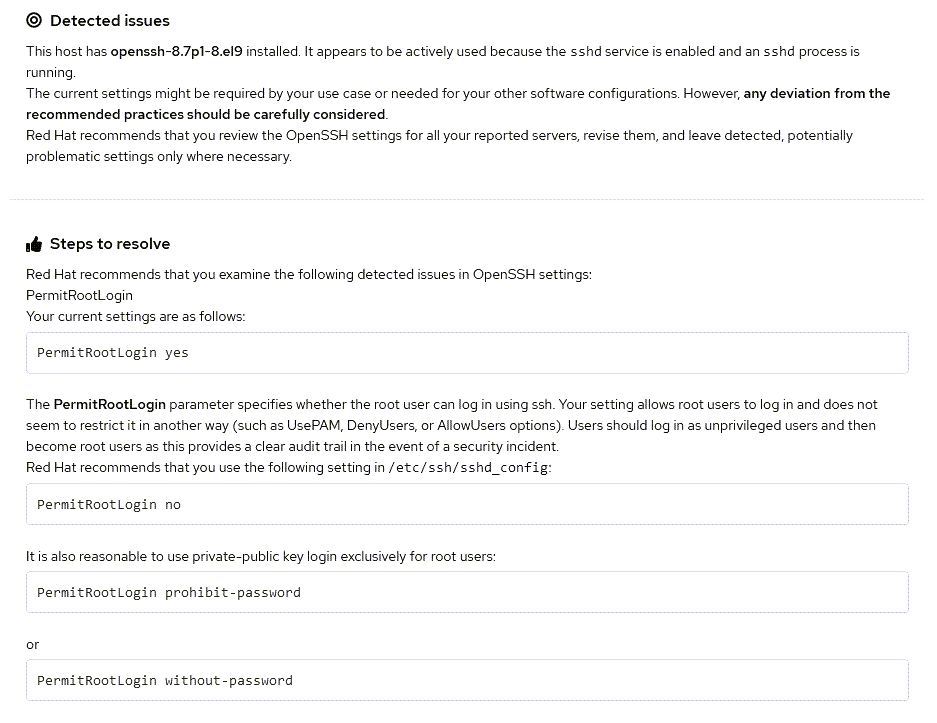 Detected issues
This host has openssh-8.7p1-8.el9 installed. It appears to be actively used because the sshd service is enabled and an sshd process is
running.
The current settings might be required by your use case or needed for your other software configurations. However, any deviation from the
recommended practices should be carefully considered.
Red Hat recommends that you review the OpenSSH settings for all your reported servers, revise them, and leave detected, potentially
problematic settings only where necessary.
Steps to resolve
Red Hat recommends that you examine the following detected issues in OpenSSH settings:
PermitRootLogin
Your current settings are as follows:
PermitRootLogin yes
The PermitRootLogin parameter specifies whether the root user can log in using ssh. Your setting allows root users to log in and does not
seem to restrict it in another way (such as UsePAM, DenyUsers, or AllowUsers options). Users should log in as unprivileged users and then
become root users as this provides a clear audit trail in the event of a security incident.
Red Hat recommends that you use the following setting in /etc/ssh/sshd_config:
PermitRootLogin no
It is also reasonable to use private-public key login exclusively for root users:
PermitRootLogin prohibit-password
or
PermitRootLogin without-password